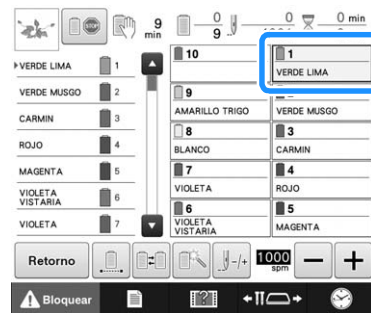 9 min
0
9
0
0 min
VERDE LIMA 1
VERDE MUSGO 2
CARMIN 3
ROJO 4
MAGENTA 5
VIOLETA VISTARIA 6
VIOLETA 7
10
1
VERDE LIMA
9
AMARILLO TRIGO
VERDE MUSGO
8
BLANCO
3
CARMIN
7
VIOLETA
4
ROJO
6
VIOLETA VISTARIA
5
MAGENTA
Retorno
-/+
1000 spm
-
+
Bloquear